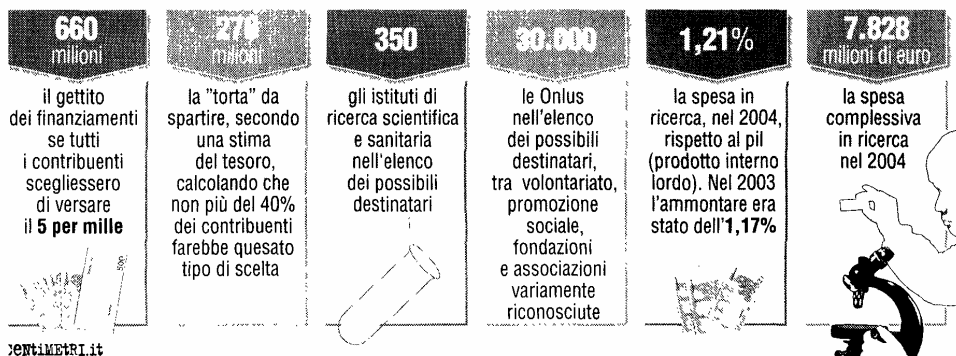 660
milioni
il gettito
dei finanziamenti
se tutti
i contribuenti
scegliessero
di versare
il 5 per mille
270
milioni
la "torta" da
spartire, secondo
una stima
del tesoro,
calcolando che
non più del 40%
dei contribuenti
farebbe quesato
tipo di scelta
350
gli istituti di
ricerca scientifica
e sanitaria
nell'elenco
dei possibili
destinatari
30.000
le Onlus
nell'elenco
dei possibili
destinatari,
tra volontariato,
promozione
sociale,
fondazioni
e associazioni
variamente
riconosciute
1,21%
la spesa in
ricerca, nel 2004,
rispetto al pil
(prodotto interno
lordo). Nel 2003
l'ammontare era
stato dell'1,17%
7.828
milioni di euro
la spesa
complessiva
in ricerca
nel 2004
CENTIMETRI.it